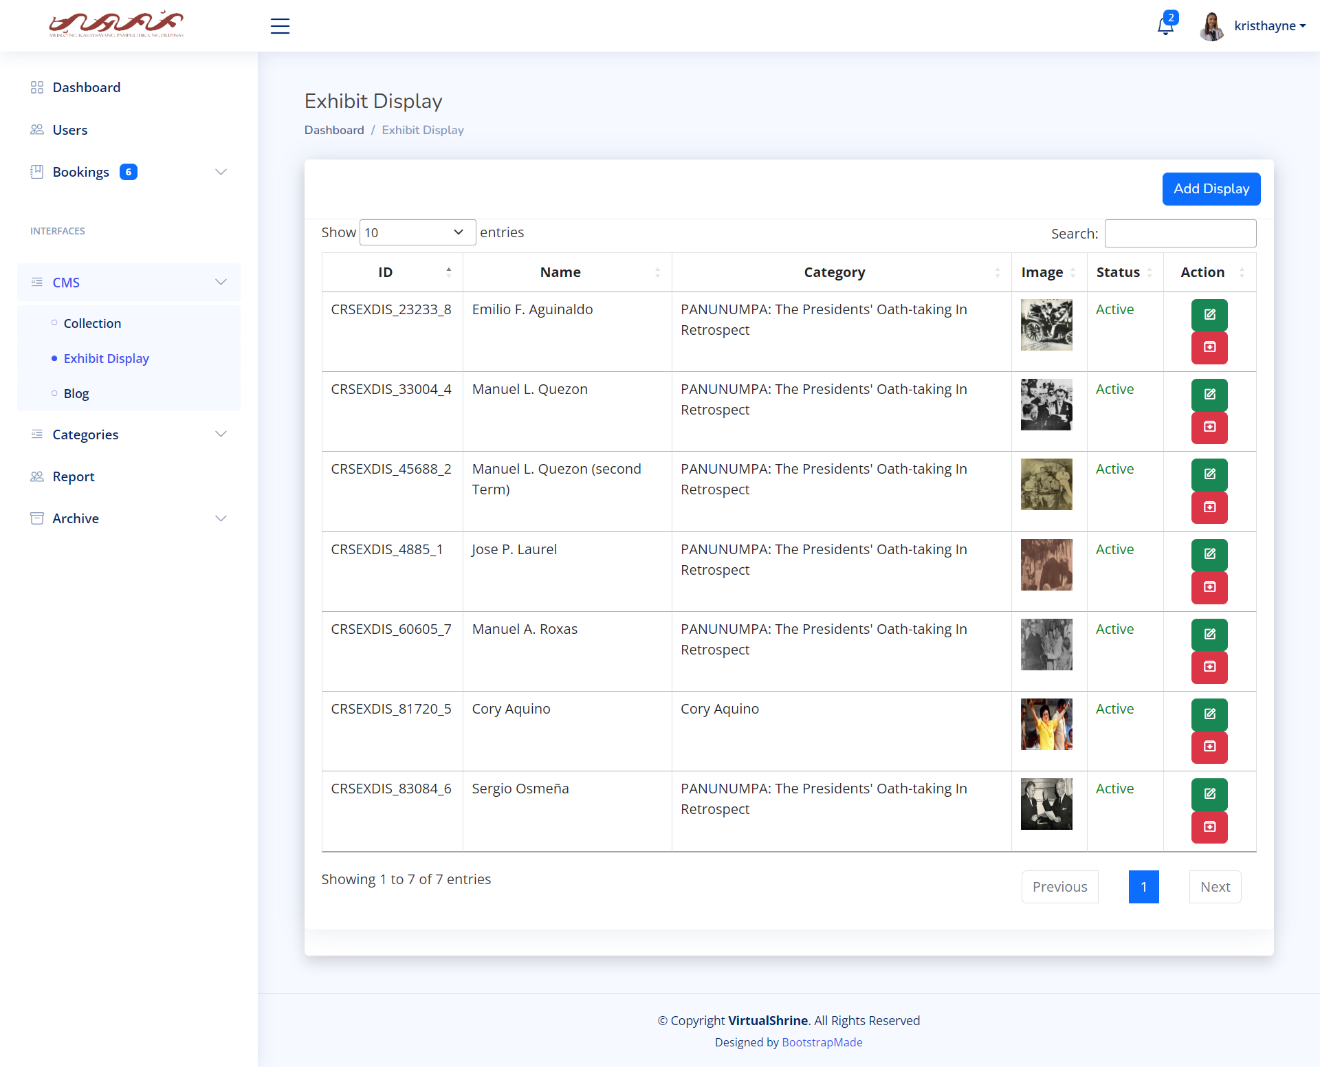 2
kristhayne
Dashboard
Users
Bookings 6
INTERFACES
CMS
Collection
Exhibit Display
Blog
Categories
Report
Archive
Exhibit Display
Dashboard / Exhibit Display
Add Display
Show 10 entries
Search:
ID Name Category Image Status Action
CRSEXDIS_23233_8 Emilio F. Aguinaldo PANUNUMPA: The Presidents' Oath-taking In Active
Retrospect
CRSEXDIS_33004_4 Manuel L. Quezon PANUNUMPA: The Presidents' Oath-taking In Active
Retrospect
CRSEXDIS_45688_2 Manuel L. Quezon (second PANUNUMPA: The Presidents' Oath-taking In Active
Term) Retrospect
CRSEXDIS_4885_1 Jose P. Laurel PANUNUMPA: The Presidents' Oath-taking In Active
Retrospect
CRSEXDIS_60605_7 Manuel A. Roxas PANUNUMPA: The Presidents' Oath-taking In Active
Retrospect
CRSEXDIS_81720_5 Cory Aquino Cory Aquino Active
CRSEXDIS_83084_6 Sergio Osmeña PANUNUMPA: The Presidents' Oath-taking In Active
Retrospect
Showing 1 to 7 of 7 entries
Previous 1 Next
© Copyright VirtualShrine. All Rights Reserved
Designed by BootstrapMade